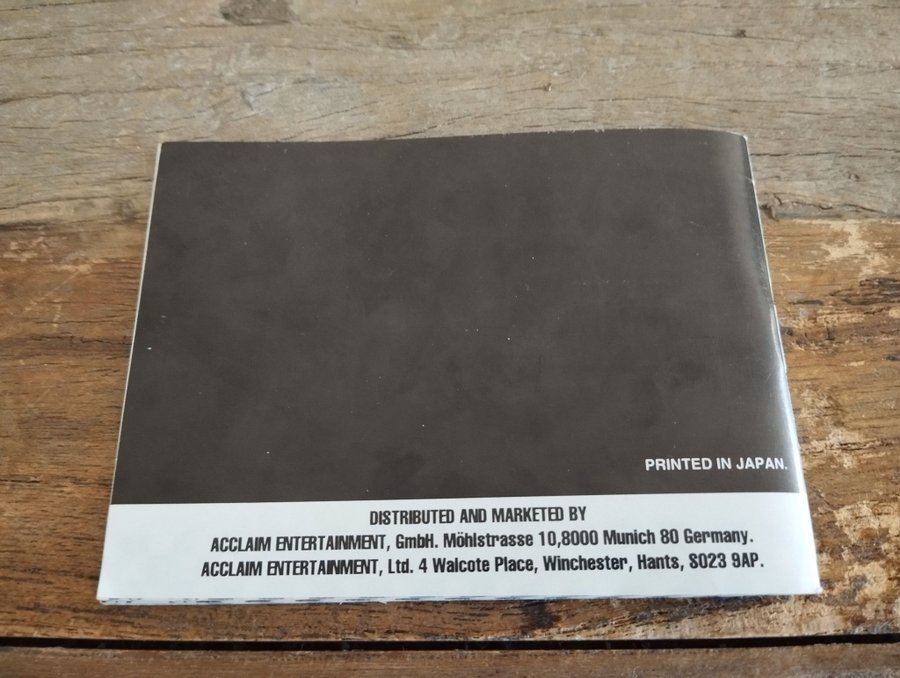 PRINTED IN JAPAN.
DISTRIBUTED AND MARKETED BY
ACCLAIM ENTERTAINMENT, GmbH. Möhlstrasse 10,8000 Munich 80 Germany.
ACCLAIM ENTERTAINMENT, Ltd. 4 Walcote Place, Winchester, Hants, SO23 9AP.